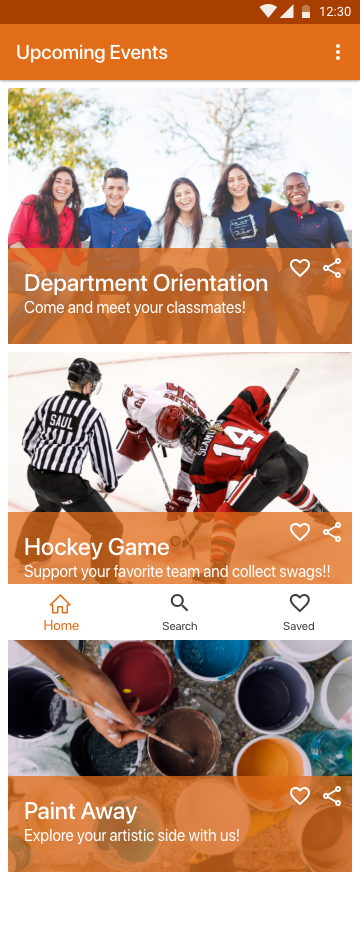 12:30
Upcoming Events
Department Orientation
Come and meet your classmates!
SAUL
14
Hockey Game
Support your favorite team and collect swags!!
Home
Search
Saved
Paint Away
Explore your artistic side with us!